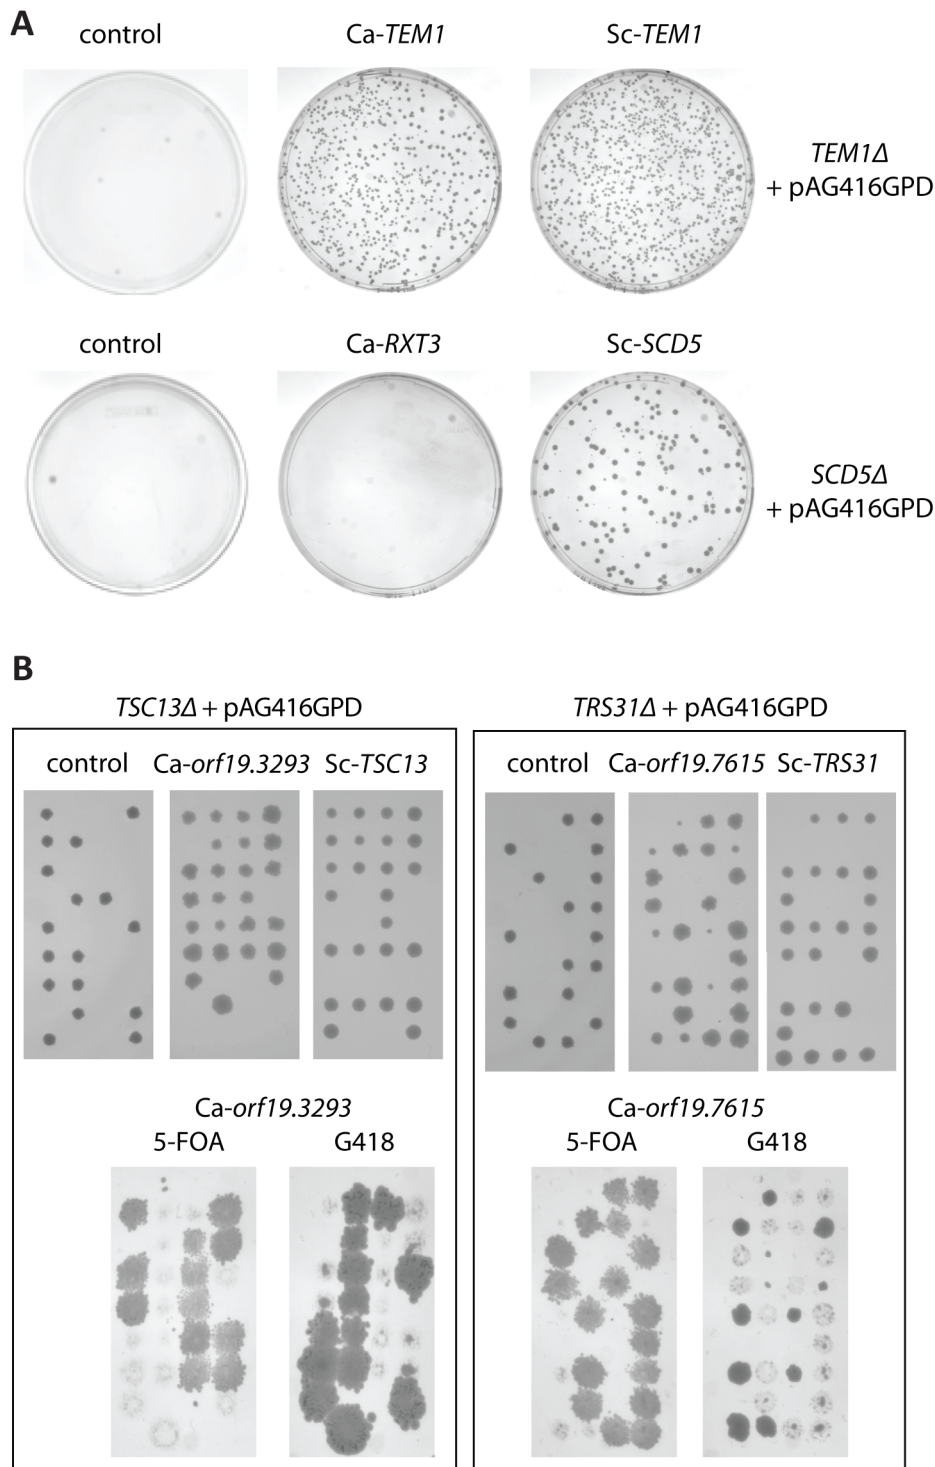 A
control Ca-TEM1 Sc-TEM1
TEM1Δ
+ pAG416GPD
control Ca-RXT3 Sc-SCD5
SCD5Δ
+ pAG416GPD
B
TSC13Δ + pAG416GPD
control Ca-orf19.3293 Sc-TSC13
Ca-orf19.3293
5-FOA G418
TRS31Δ + pAG416GPD
control Ca-orf19.7615 Sc-TRS31
Ca-orf19.7615
5-FOA G418